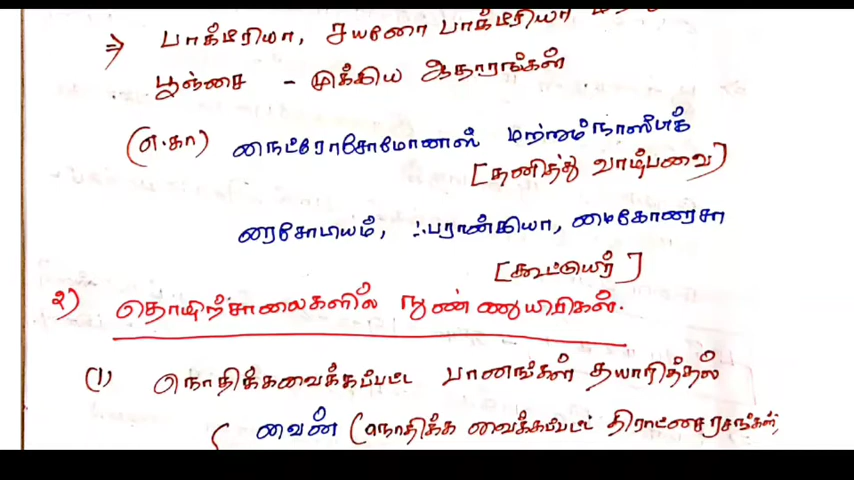 ⇒ பாக்டீரியா, சயனோ பாக்டீரியா
பூஞ்சை - முக்கிய ஆதாரங்கள்
(எ.கா) நைட்ரோசோமோனாஸ் மற்றும் நாஸ்டாக்
[தனித்து வாழ்பவை]
ரைசோபியம், ஃபிரான்கியா, மைகோரைசா
[கூட்டுயிர்]
2) தொழிற்சாலைகளில் நுண்ணுயிரிகள்.
(1) நொதிக்கவைக்கப்பட்ட பானங்கள் தயாரித்தல்
வைன் (நொதிக்க வைக்கப்பட்ட திராட்சைரசங்கள்,